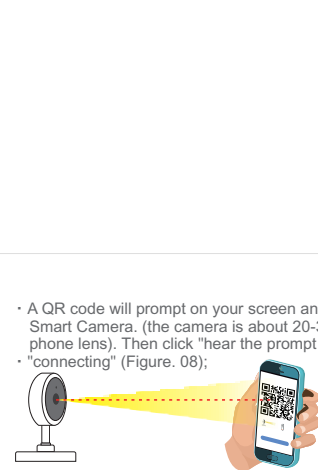 · A QR code will prompt on your screen an
Smart Camera. (the camera is about 20-3
phone lens). Then click "hear the prompt
· "connecting" (Figure. 08);